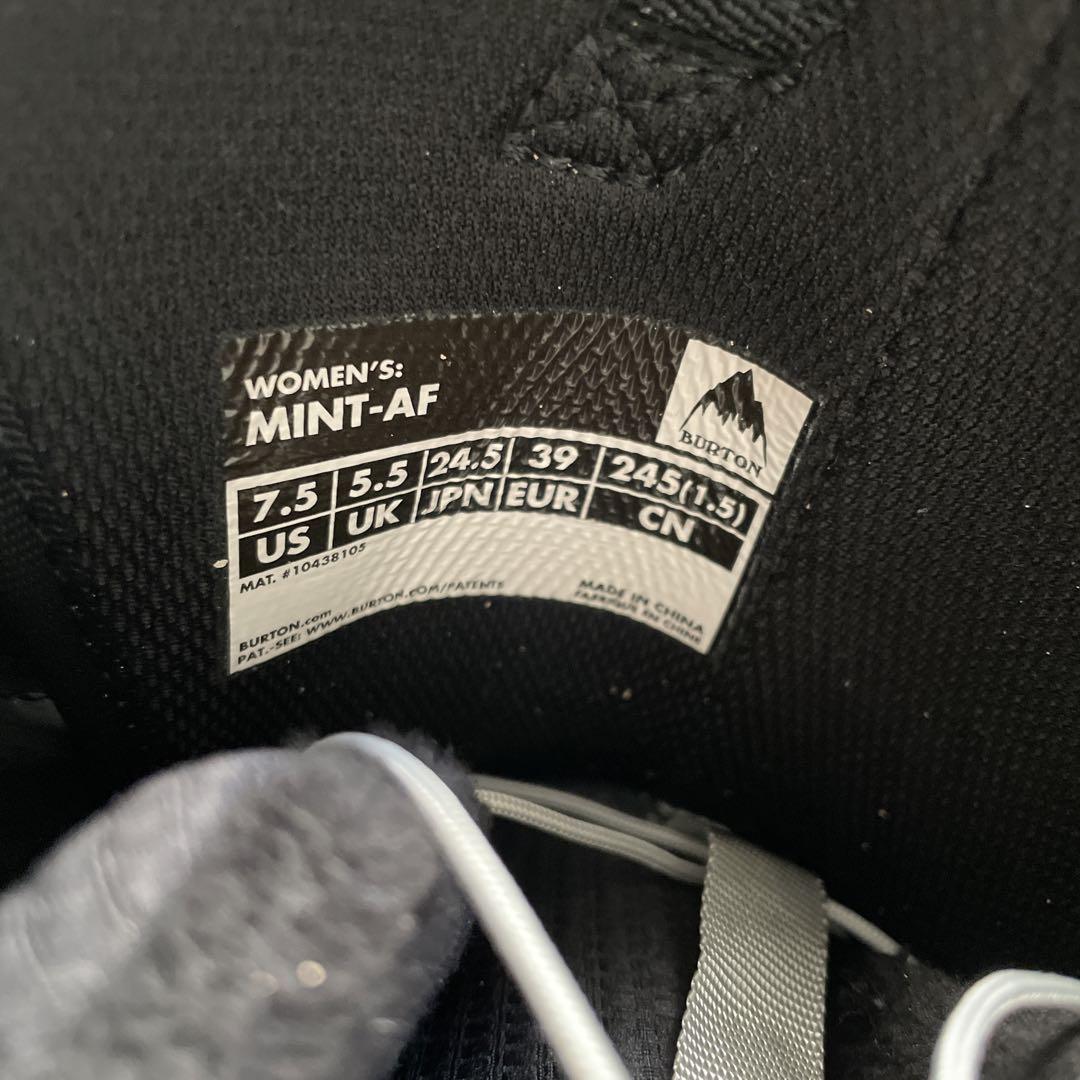 WOMEN'S:
MINT-AF
BURTON
7.5 5.5 24.5 39 245(1.5)
US UK JPN EUR CN
MAT. #10438105
BURTON.com
PAT.-SEE: WWW.BURTON.COM/PATENTS
MADE IN CHINA
FABRIQUÉ EN CHINE